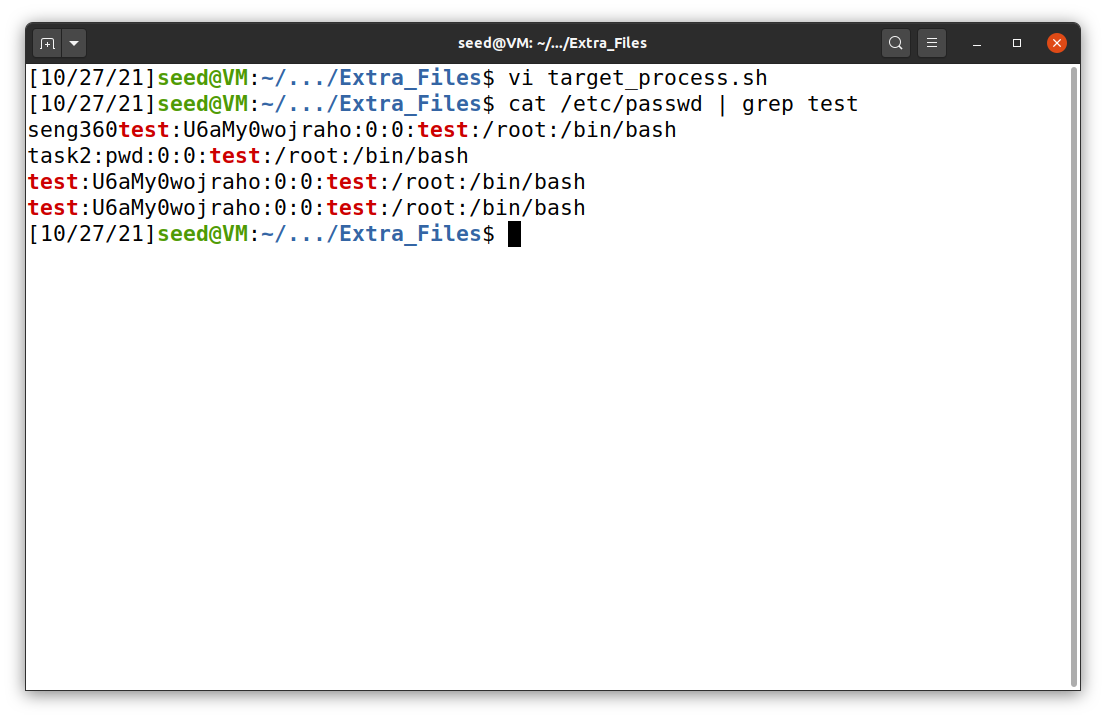 seed@VM: ~/.../Extra_Files
[10/27/21]seed@VM:~/.../Extra_Files$ vi target_process.sh
[10/27/21]seed@VM:~/.../Extra_Files$ cat /etc/passwd | grep test
seng360test:U6aMy0wojraho:0:0:test:/root:/bin/bash
task2:pwd:0:0:test:/root:/bin/bash
test:U6aMy0wojraho:0:0:test:/root:/bin/bash
test:U6aMy0wojraho:0:0:test:/root:/bin/bash
[10/27/21]seed@VM:~/.../Extra_Files$